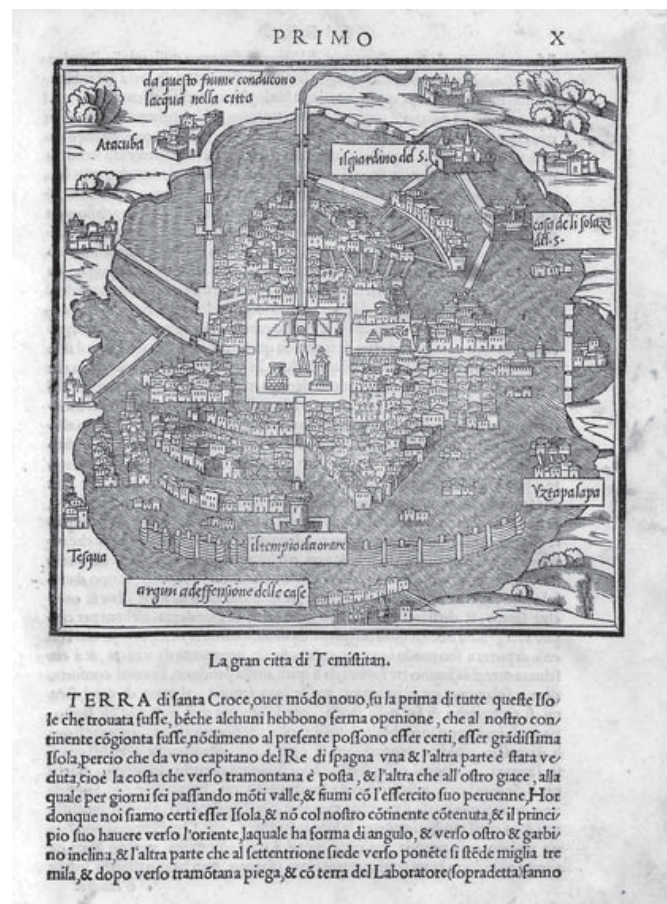 PRIMO X
da questo fiume conducono
lacqua nella citta
Atacuba
il giardino del S.
casa de li solazi
del .S.
Yztapalapa
il tempio da orare
Tesqua
argini a deffensione delle case
La gran citta di Temistitan.
TERRA di santa Croce, ouer mõdo nouo, fu la prima di tutte queste Iso/
le che trouata fusse, bẽche alchuni hebbono ferma openione, che al nostro con/
tinente cõgionta fusse, nõdimeno al presente possono esser certi, esser grãdissima
Isola, percio che da vno capitano del Re di spagna vna & l'altra parte è stata ve/
duta, cioè la costa che verso tramontana è posta, & l'altra che all'ostro giace, alla
quale per giorni sei passando mõti valle, & fiumi cõ l'essercito suo peruenne, Hor
donque noi siamo certi esser Isola, & nõ col nostro cõtinente cõtenuta, & il princi/
pio suo hauere verso l'oriente, laquale ha forma di angulo, & verso ostro & garbi/
no inclina, & l'altra parte che al settentrione siede verso ponẽte si stẽde miglia tre
mila, & dopo verso tramõtana piega, & cõ terra del Laboratore (sopradetta) fanno